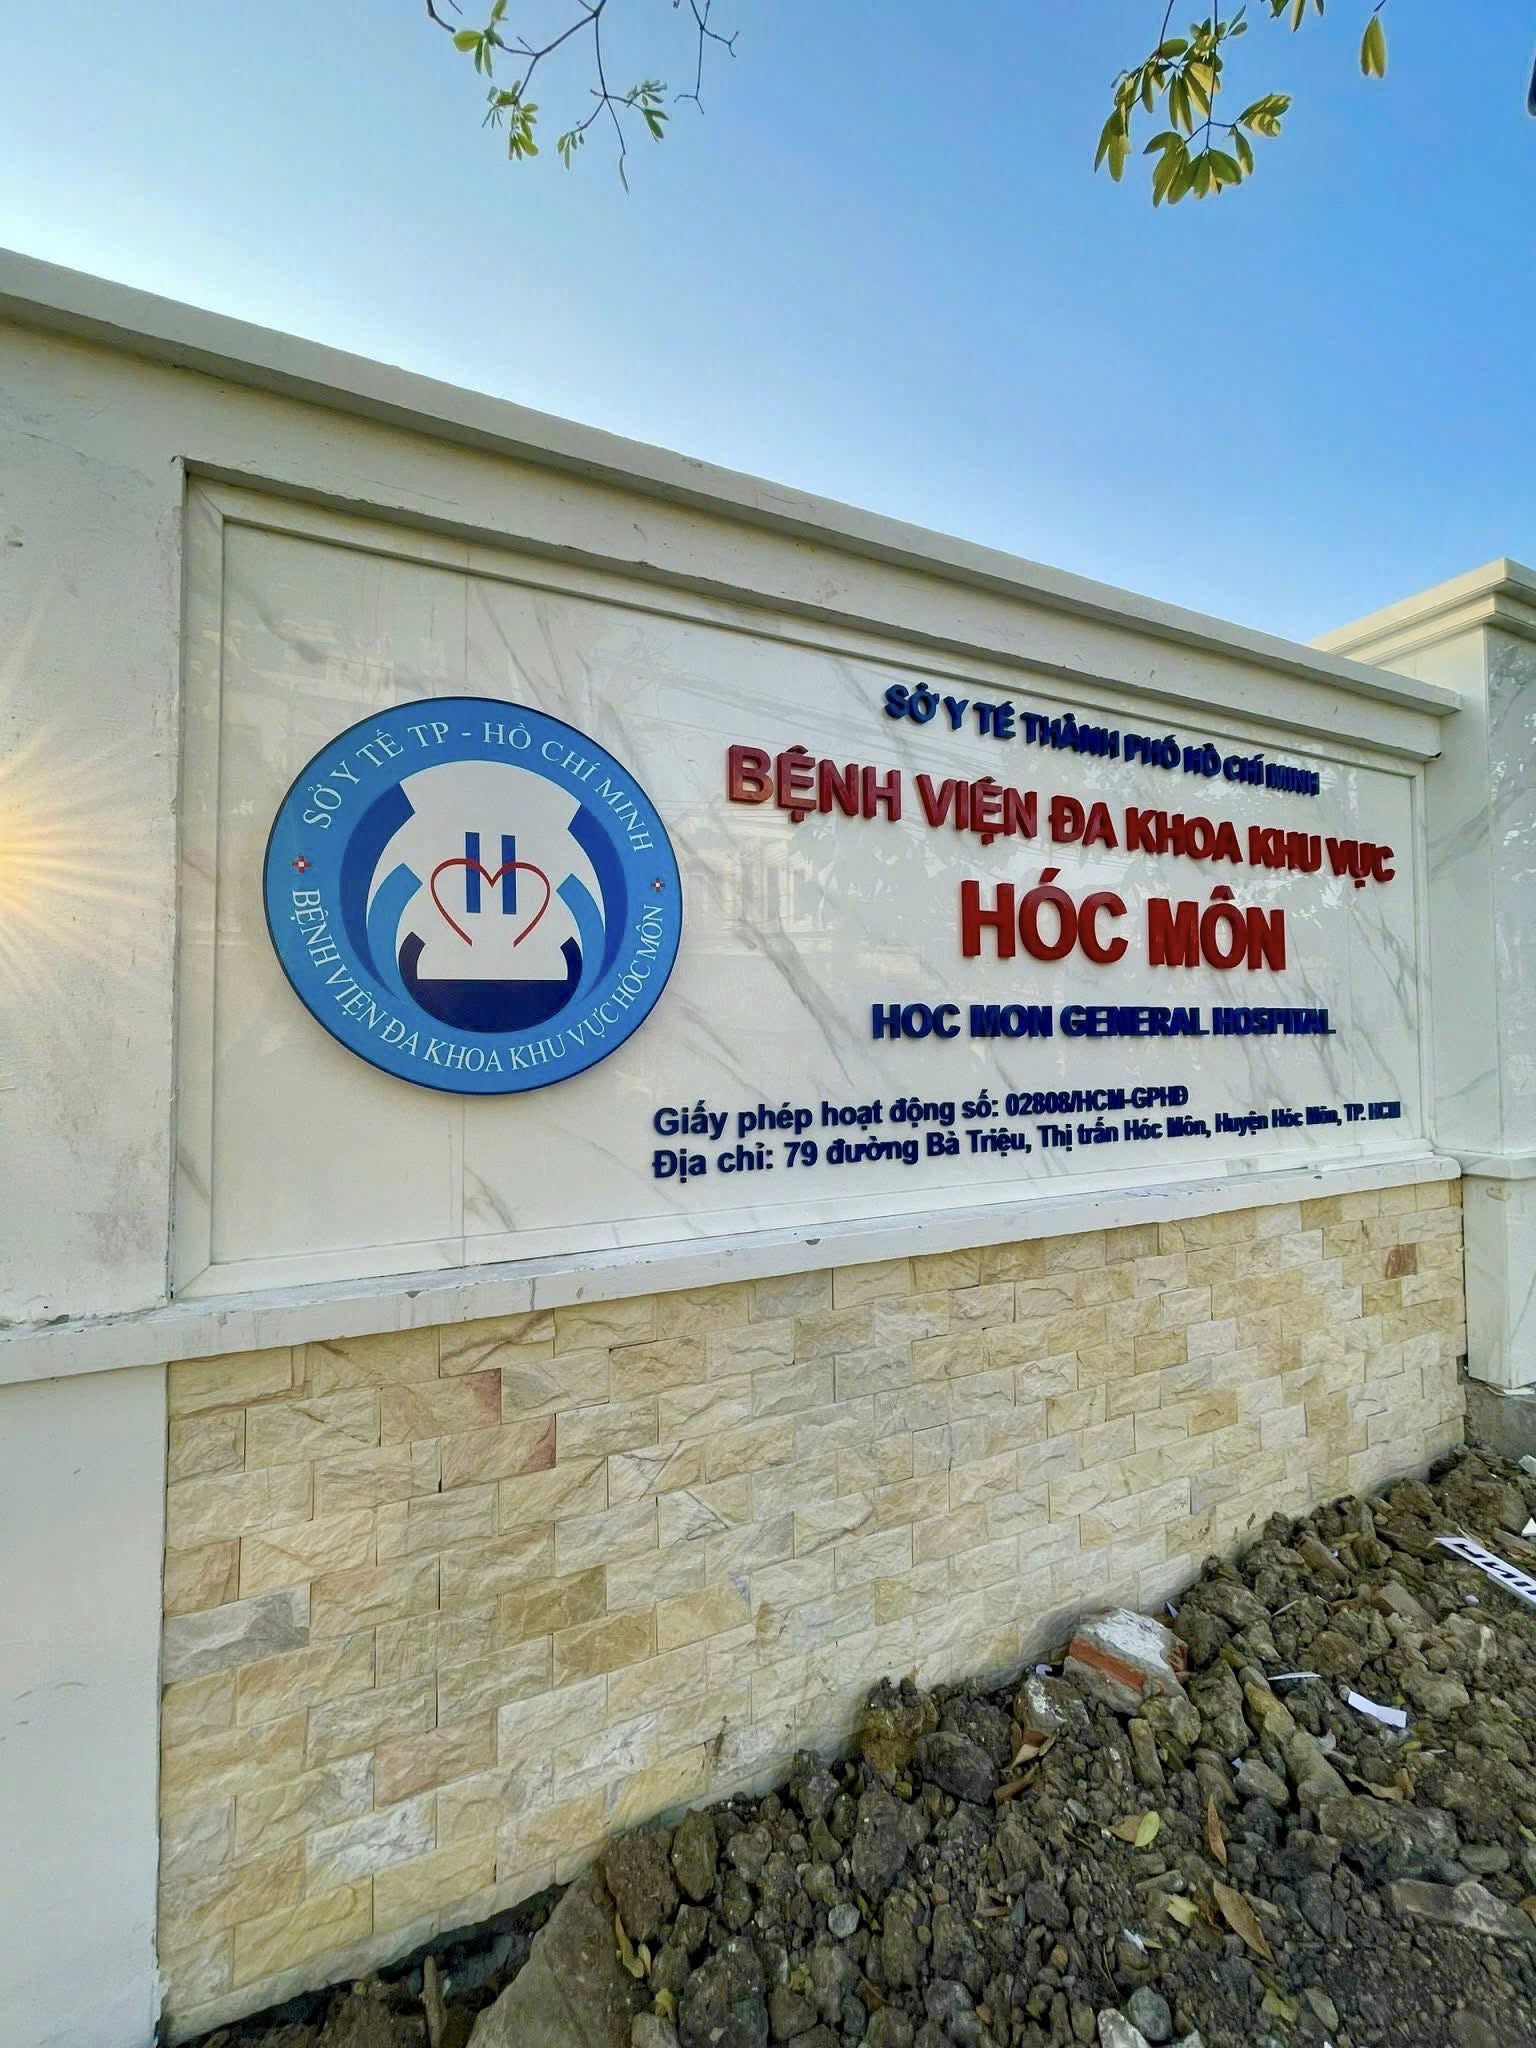 SỞ Y TẾ TP - HỒ CHÍ MINH
BỆNH VIỆN ĐA KHOA KHU VỰC HÓC MÔN
H
SỞ Y TẾ THÀNH PHỐ HỒ CHÍ MINH
BỆNH VIỆN ĐA KHOA KHU VỰC
HÓC MÔN
HOC MON GENERAL HOSPITAL
Giấy phép hoạt động số: 02808/HCM-GPHĐ
Địa chỉ: 79 đường Bà Triệu, Thị trấn Hóc Môn, Huyện Hóc Môn, TP. HCM